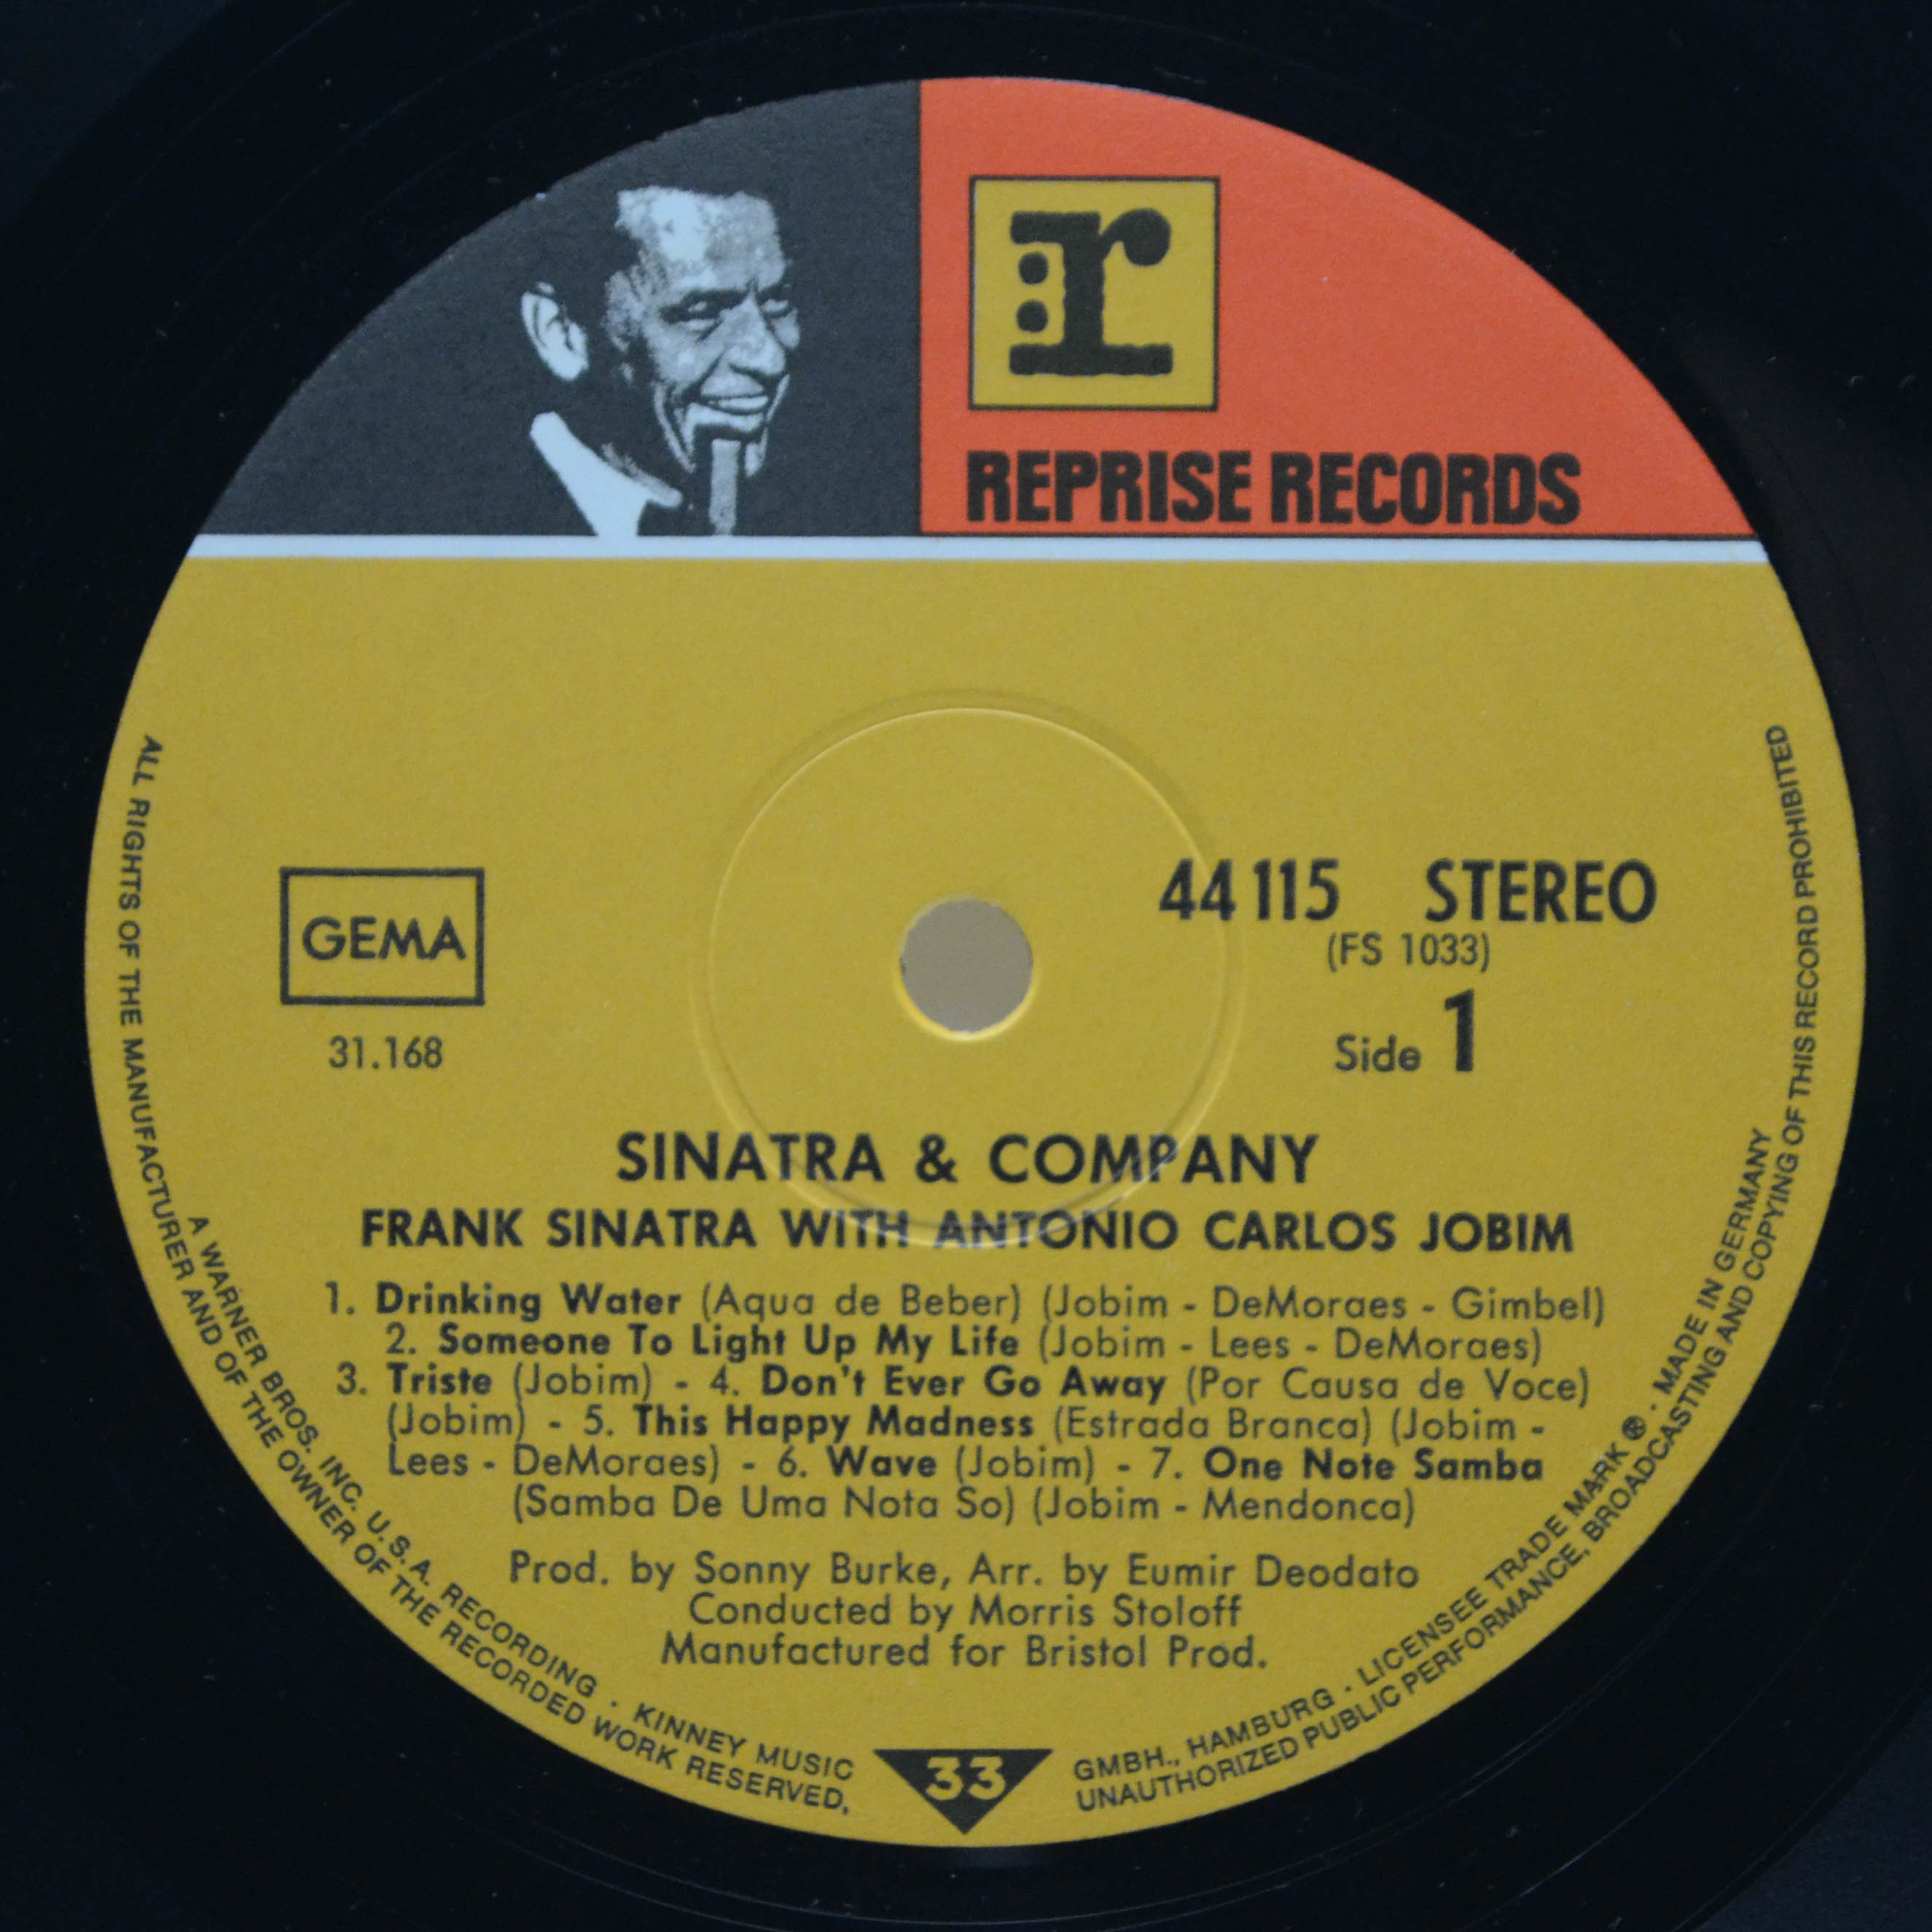 r
REPRISE RECORDS
GEMA
31.168
44 115 STEREO
(FS 1033)
Side 1
SINATRA & COMPANY
FRANK SINATRA WITH ANTONIO CARLOS JOBIM
1. Drinking Water (Aqua de Beber) (Jobim - DeMoraes - Gimbel)
2. Someone To Light Up My Life (Jobim - Lees - DeMoraes)
3. Triste (Jobim) - 4. Don't Ever Go Away (Por Causa de Voce)
(Jobim) - 5. This Happy Madness (Estrada Branca) (Jobim -
Lees - DeMoraes) - 6. Wave (Jobim) - 7. One Note Samba
(Samba De Uma Nota So) (Jobim - Mendonca)
Prod. by Sonny Burke, Arr. by Eumir Deodato
Conducted by Morris Stoloff
Manufactured for Bristol Prod.
33
A WARNER BROS. INC. U.S.A. RECORDING · KINNEY MUSIC GMBH., HAMBURG · LICENSEE TRADE MARK ® · MADE IN GERMANY
ALL RIGHTS OF THE MANUFACTURER AND OF THE OWNER OF THE RECORDED WORK RESERVED, UNAUTHORIZED PUBLIC PERFORMANCE, BROADCASTING AND COPYING OF THIS RECORD PROHIBITED